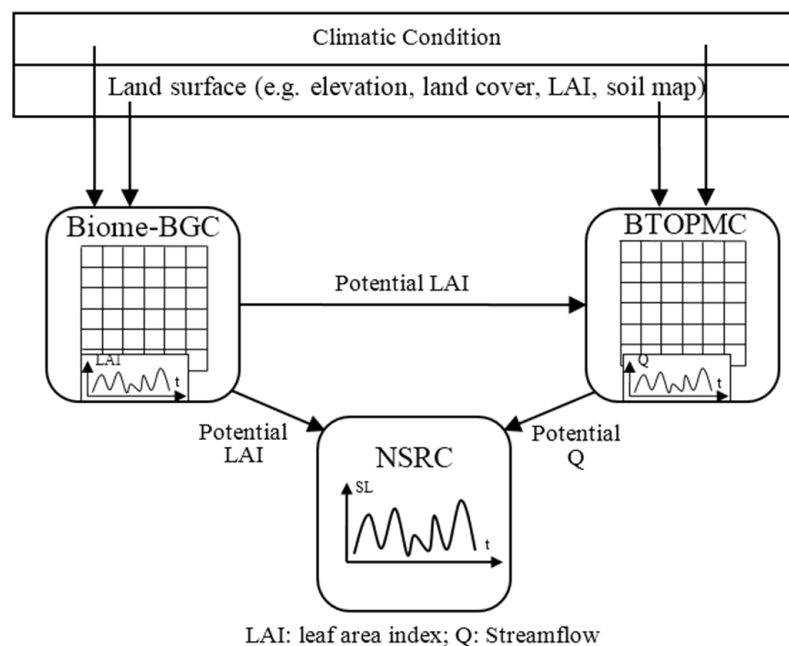 Climatic Condition
Land surface (e.g. elevation, land cover, LAI, soil map)
Biome-BGC
BTOPMC
Potential LAI
LAI
t
Q
t
Potential
LAI
Potential
Q
NSRC
SL
t
LAI: leaf area index; Q: Streamflow